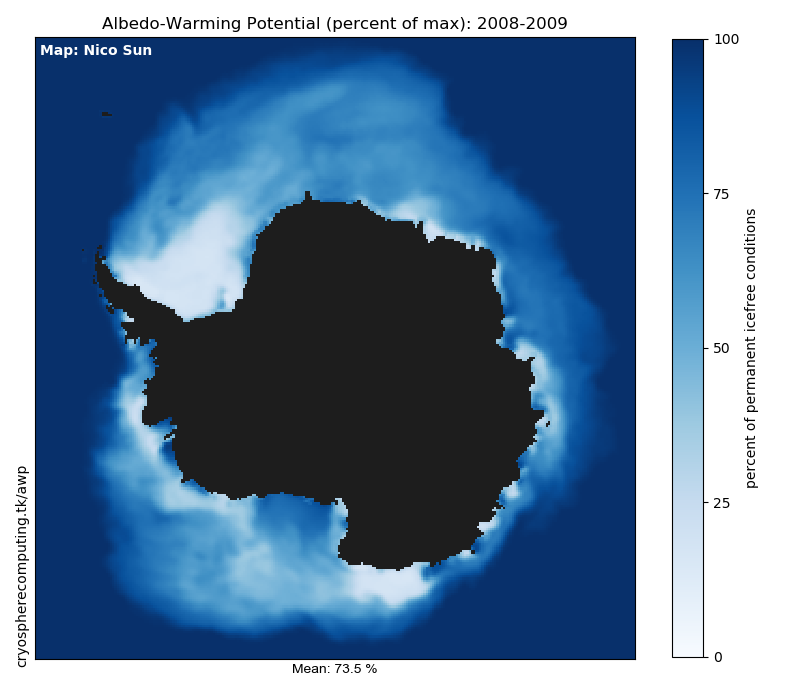 Albedo-Warming Potential (percent of max): 2008-2009
Map: Nico Sun
100
75
50
25
0
percent of permanent icefree conditions
cryospherecomputing.tk/awp
Mean: 73.5 %